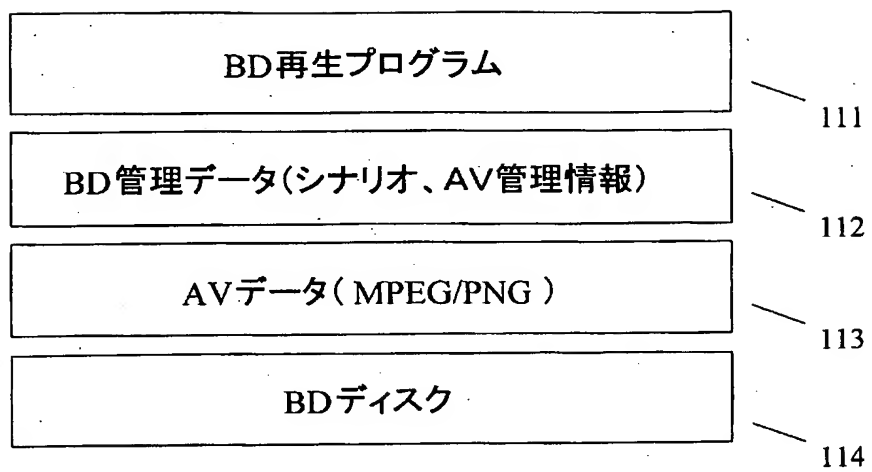 BD再生プログラム
111
BD管理データ(シナリオ、AV管理情報)
112
AVデータ( MPEG/PNG )
113
BDディスク
114